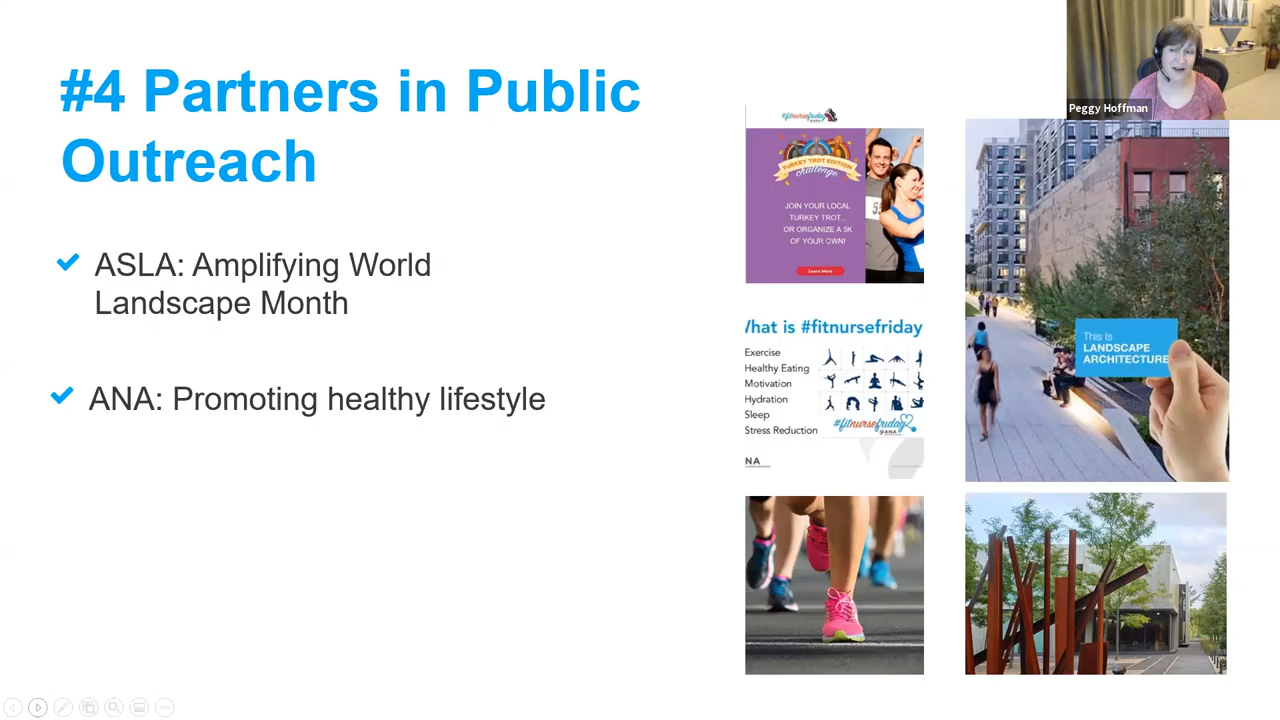 #4 Partners in Public
Outreach
ASLA: Amplifying World
Landscape Month
ANA: Promoting healthy lifestyle
Peggy Hoffman
#fitnursefriday
TURKEY TROT EDITION
challenge
JOIN YOUR LOCAL
TURKEY TROT...
OR ORGANIZE A 5K
OF YOUR OWN!
Learn More
hat is #fitnursefriday
Exercise
Healthy Eating
Motivation
Hydration
Sleep
Stress Reduction
#fitnursefriday
@ANA
NA
This Is
LANDSCAPE
ARCHITECTURE